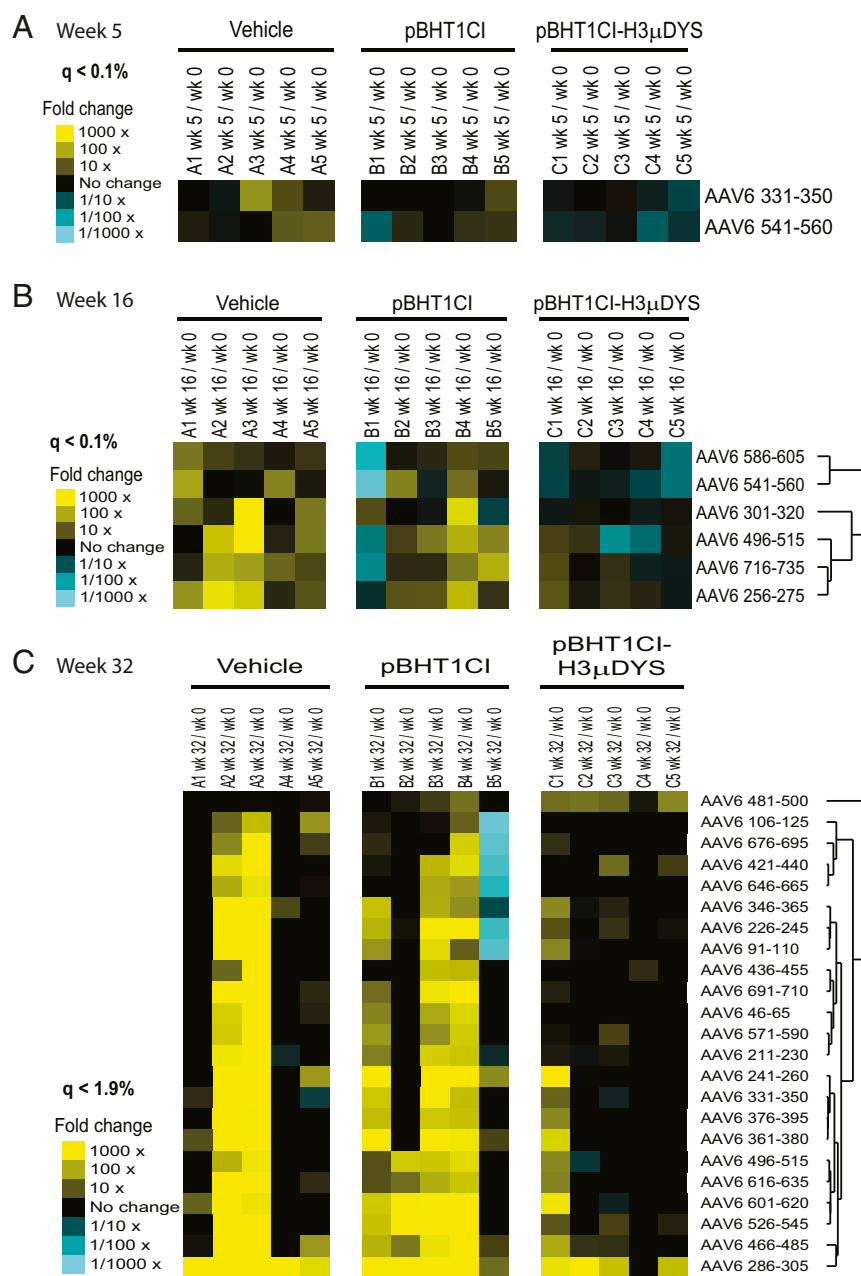 A Week 5
Vehicle pBHT1CI pBHT1CI-H3μDYS
q < 0.1%
Fold change
1000 x
100 x
10 x
No change
1/10 x
1/100 x
1/1000 x
A1 wk 5 / wk 0
A2 wk 5 / wk 0
A3 wk 5 / wk 0
A4 wk 5 / wk 0
A5 wk 5 / wk 0
B1 wk 5 / wk 0
B2 wk 5 / wk 0
B3 wk 5 / wk 0
B4 wk 5 / wk 0
B5 wk 5 / wk 0
C1 wk 5 / wk 0
C2 wk 5 / wk 0
C3 wk 5 / wk 0
C4 wk 5 / wk 0
C5 wk 5 / wk 0
AAV6 331-350
AAV6 541-560
B Week 16
Vehicle pBHT1CI pBHT1CI-H3μDYS
A1 wk 16 / wk 0
A2 wk 16 / wk 0
A3 wk 16 / wk 0
A4 wk 16 / wk 0
A5 wk 16 / wk 0
B1 wk 16 / wk 0
B2 wk 16 / wk 0
B3 wk 16 / wk 0
B4 wk 16 / wk 0
B5 wk 16 / wk 0
C1 wk 16 / wk 0
C2 wk 16 / wk 0
C3 wk 16 / wk 0
C4 wk 16 / wk 0
C5 wk 16 / wk 0
q < 0.1%
Fold change
1000 x
100 x
10 x
No change
1/10 x
1/100 x
1/1000 x
AAV6 586-605
AAV6 541-560
AAV6 301-320
AAV6 496-515
AAV6 716-735
AAV6 256-275
C Week 32
Vehicle pBHT1CI pBHT1CI-
H3μDYS
A1 wk 32 / wk 0
A2 wk 32 / wk 0
A3 wk 32 / wk 0
A4 wk 32 / wk 0
A5 wk 32 / wk 0
B1 wk 32 / wk 0
B2 wk 32 / wk 0
B3 wk 32 / wk 0
B4 wk 32 / wk 0
B5 wk 32 / wk 0
C1 wk 32 / wk 0
C2 wk 32 / wk 0
C3 wk 32 / wk 0
C4 wk 32 / wk 0
C5 wk 32 / wk 0
AAV6 481-500
AAV6 106-125
AAV6 676-695
AAV6 421-440
AAV6 646-665
AAV6 346-365
AAV6 226-245
AAV6 91-110
AAV6 436-455
AAV6 691-710
AAV6 46-65
AAV6 571-590
AAV6 211-230
AAV6 241-260
AAV6 331-350
AAV6 376-395
AAV6 361-380
AAV6 496-515
AAV6 616-635
AAV6 601-620
AAV6 526-545
AAV6 466-485
AAV6 286-305
q < 1.9%
Fold change
1000 x
100 x
10 x
No change
1/10 x
1/100 x
1/1000 x